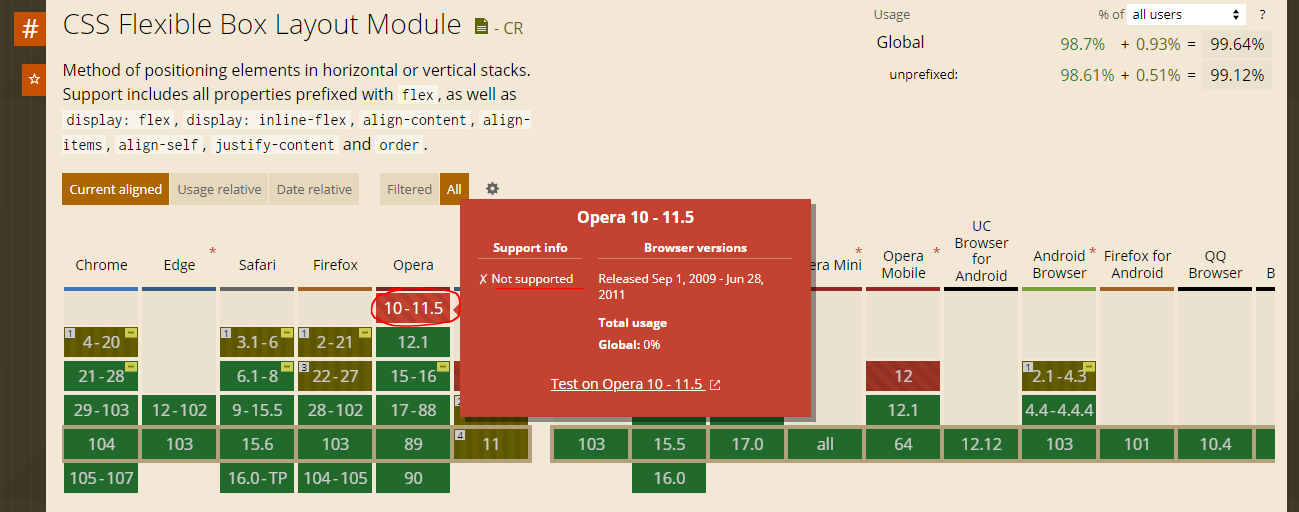 #
CSS Flexible Box Layout Module - CR
Usage % of all users ?
Global 98.7% + 0.93% = 99.64%
unprefixed: 98.61% + 0.51% = 99.12%
Method of positioning elements in horizontal or vertical stacks.
Support includes all properties prefixed with flex, as well as
display: flex, display: inline-flex, align-content, align-
items, align-self, justify-content and order.
Current aligned Usage relative Date relative Filtered All
Opera 10 - 11.5
Support info Browser versions
✗ Not supported Released Sep 1, 2009 - Jun 28,
2011
Total usage
Global: 0%
Test on Opera 10 - 11.5
Chrome Edge * Safari Firefox Opera
era Mini * Opera Mobile * UC Browser for Android Android Browser * Firefox for Android QQ Browser B
10-11.5
1 4-20 1 3.1-6 1 2-21 12.1
21-28 6.1-8 3 22-27 15-16 12 1 2.1-4.3
29-103 12-102 9-15.5 28-102 17-88 2 12.1 4.4-4.4.4
104 103 15.6 103 89 4 11 103 15.5 17.0 all 64 12.12 103 101 10.4
105-107 16.0-TP 104-105 90 16.0